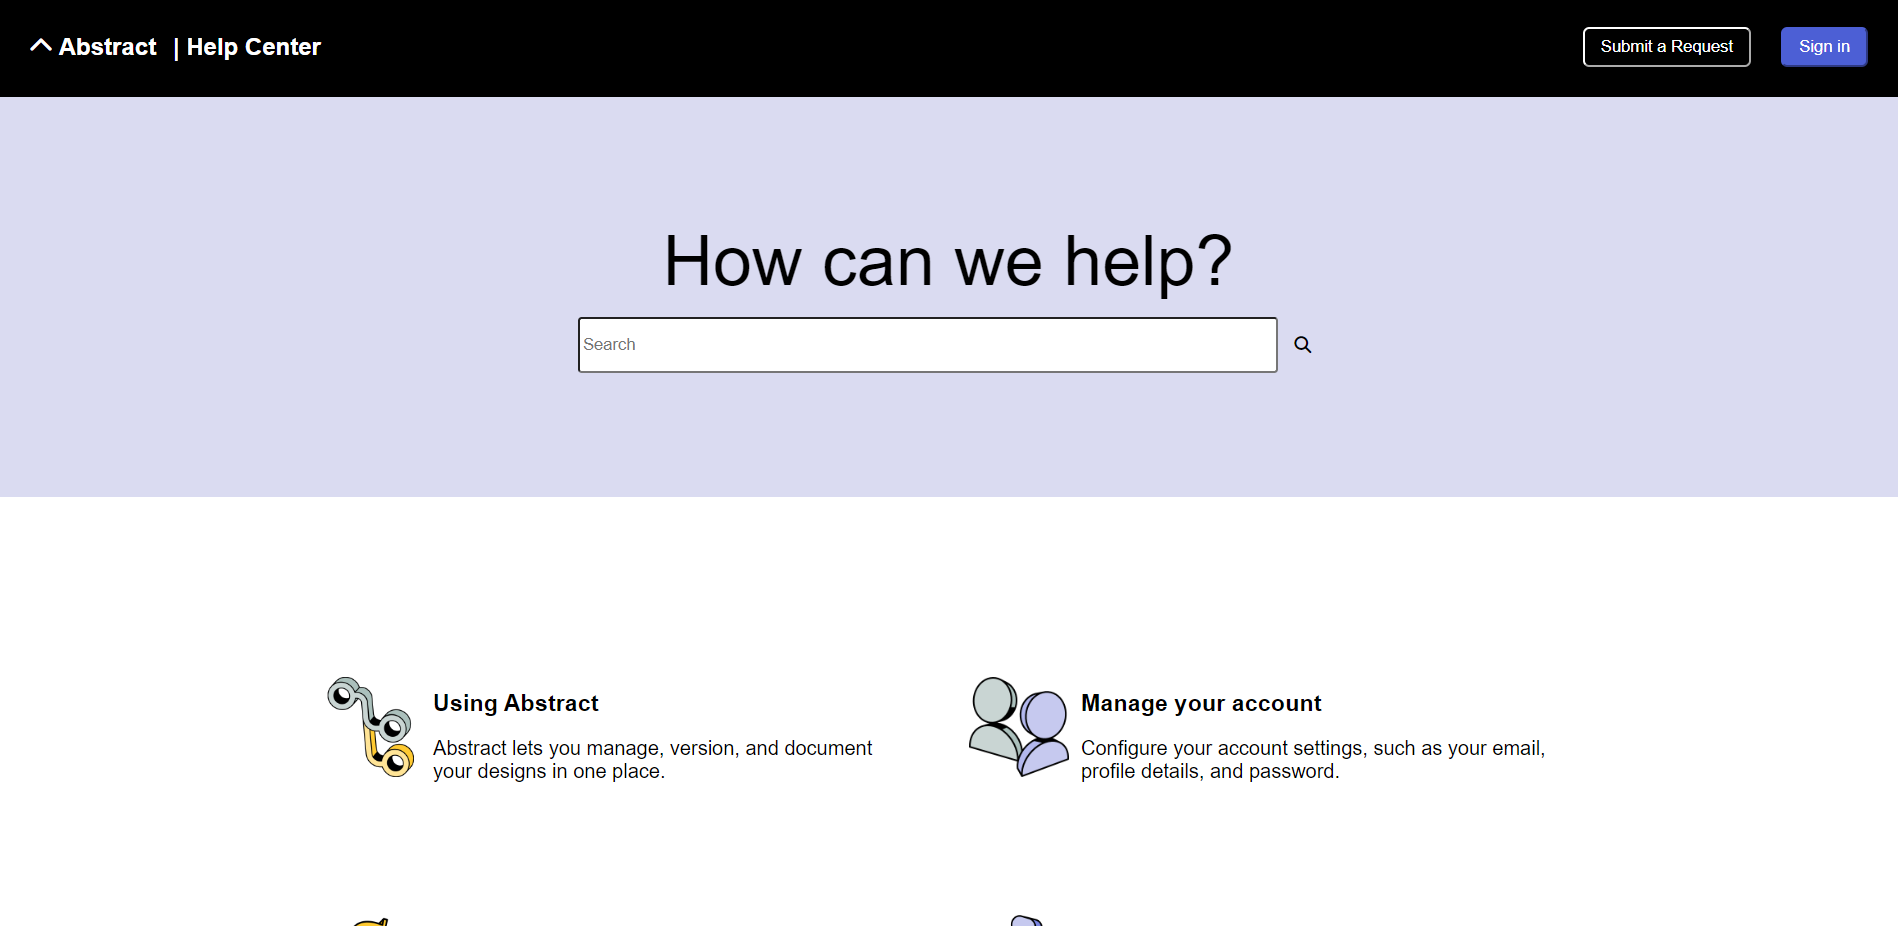 Abstract | Help Center
Submit a Request
Sign in
How can we help?
Search
Using Abstract
Abstract lets you manage, version, and document
your designs in one place.
Manage your account
Configure your account settings, such as your email,
profile details, and password.